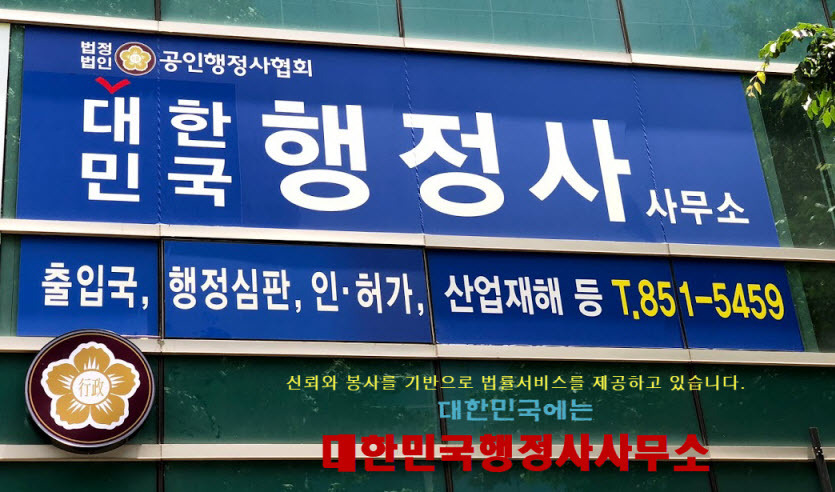 법정
법인 공인행정사협회
대한
민국 행정사 사무소
출입국, 행정심판, 인·허가, 산업재해 등 T.851-5459
行政
신뢰와 봉사를 기반으로 법률서비스를 제공하고 있습니다.
대한민국에는
대한민국행정사사무소